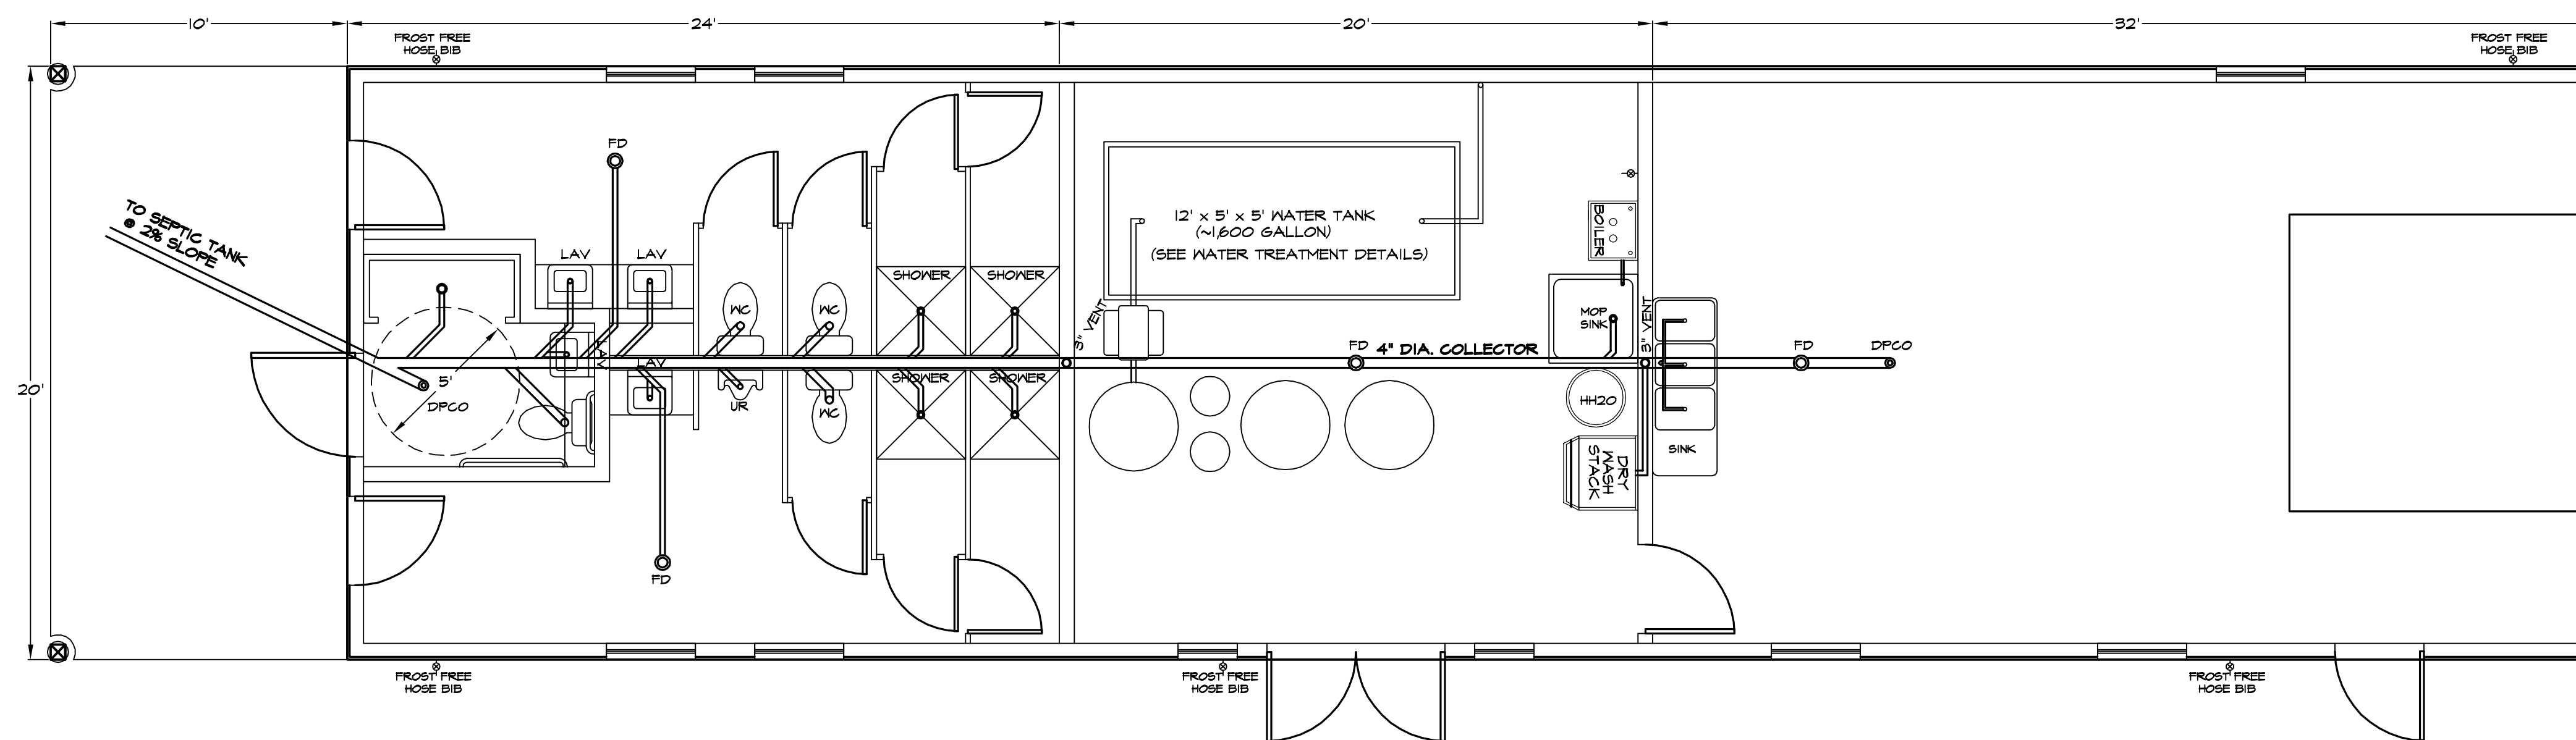 10'
24'
20'
32'
FROST FREE
HOSE BIB
FROST FREE
HOSE BIB
FD
TO SEPTIC TANK
@ 2% SLOPE
12' x 5' x 5' WATER TANK
(~1,600 GALLON)
(SEE WATER TREATMENT DETAILS)
BOILER
LAV
LAV
SHOWER
SHOWER
WC
WC
MOP
SINK
3" VENT
3" VENT
FD
4" DIA. COLLECTOR
FD
DPCO
LAV
LAV
20'
5'
SHOWER
SHOWER
DPCO
UR
WC
HH20
SINK
DRY
WASH
STACK
FD
FROST FREE
HOSE BIB
FROST FREE
HOSE BIB
FROST FREE
HOSE BIB